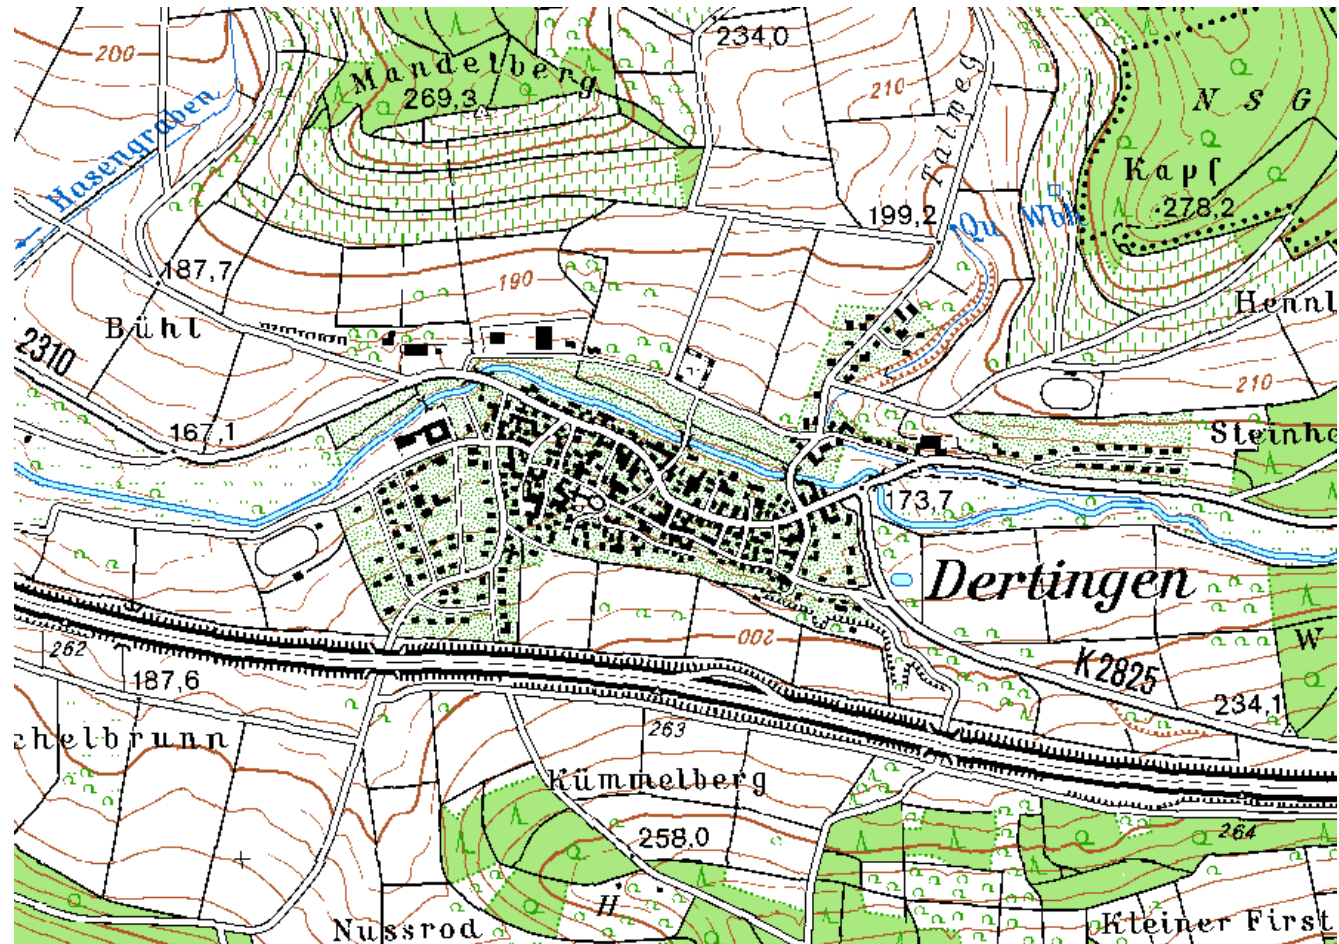 234,0
200
Mandelberg
269,3
210
Talweg
N S G
Hasengraben
Kapf
278,2
199,2
Qu
Wbh
187,7
190
Bühl
Hennl
K 2310
210
167,1
Steinho
173,7
Dertingen
200
262
W
K2825
187,6
234,1
chelbrunn
263
Kümmelberg
258,0
264
H
Nussrod
Kleiner First